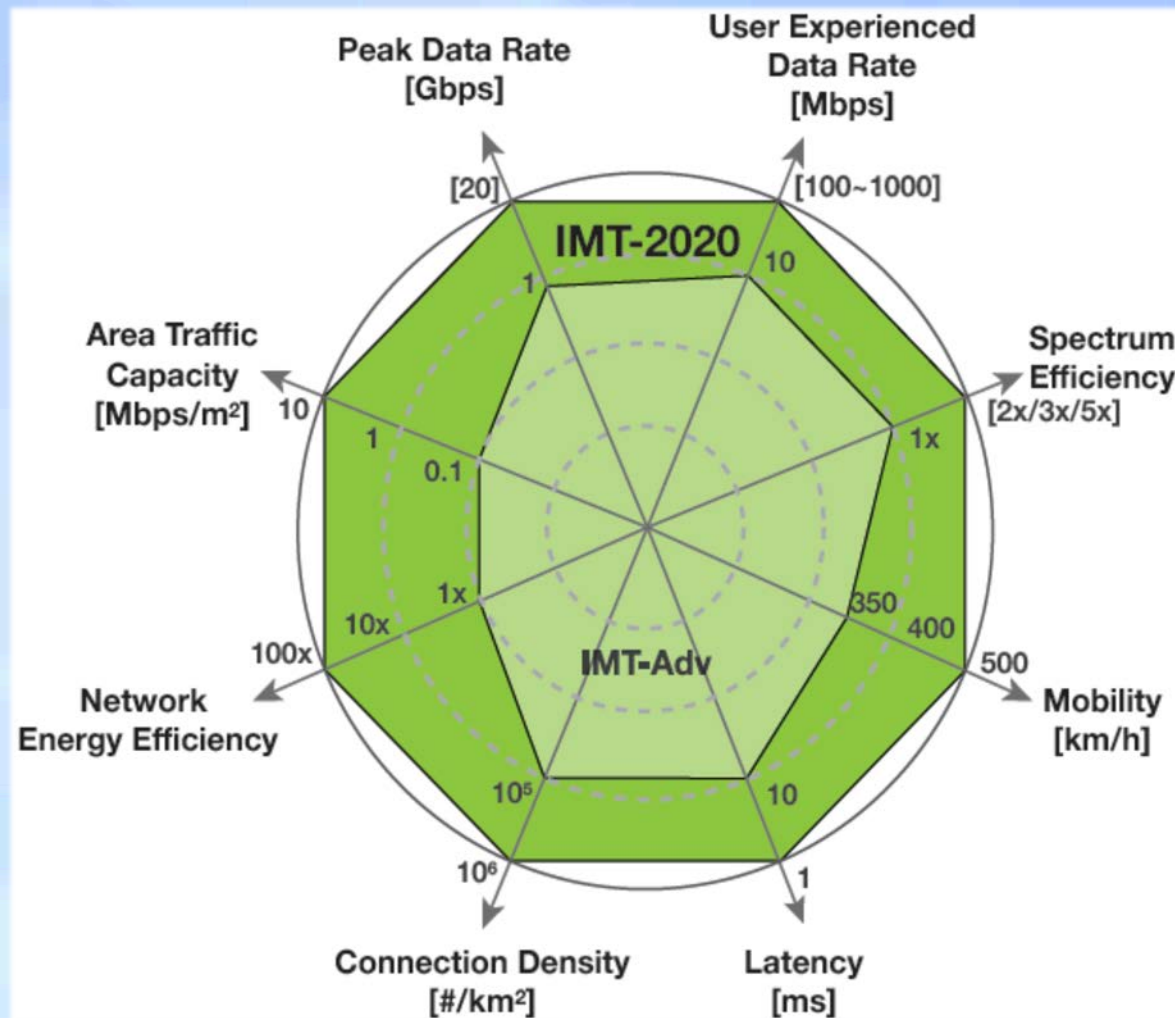 Peak Data Rate
[Gbps]
User Experienced
Data Rate
[Mbps]
[20]
[100~1000]
IMT-2020
1
10
Area Traffic
Capacity
[Mbps/m²]
Spectrum
Efficiency
[2x/3x/5x]
10
1
0.1
1x
1x
10x
100x
350
400
500
Network
Energy Efficiency
IMT-Adv
Mobility
[km/h]
10⁵
10
10⁶
1
Connection Density
[#/km²]
Latency
[ms]